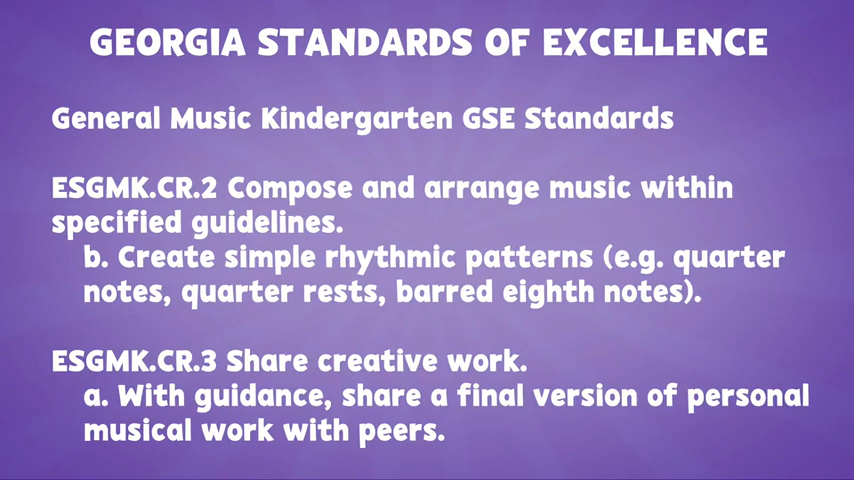 GEORGIA STANDARDS OF EXCELLENCE
General Music Kindergarten GSE Standards
ESGMK.CR.2 Compose and arrange music within
specified guidelines.
b. Create simple rhythmic patterns (e.g. quarter
notes, quarter rests, barred eighth notes).
ESGMK.CR.3 Share creative work.
a. With guidance, share a final version of personal
musical work with peers.